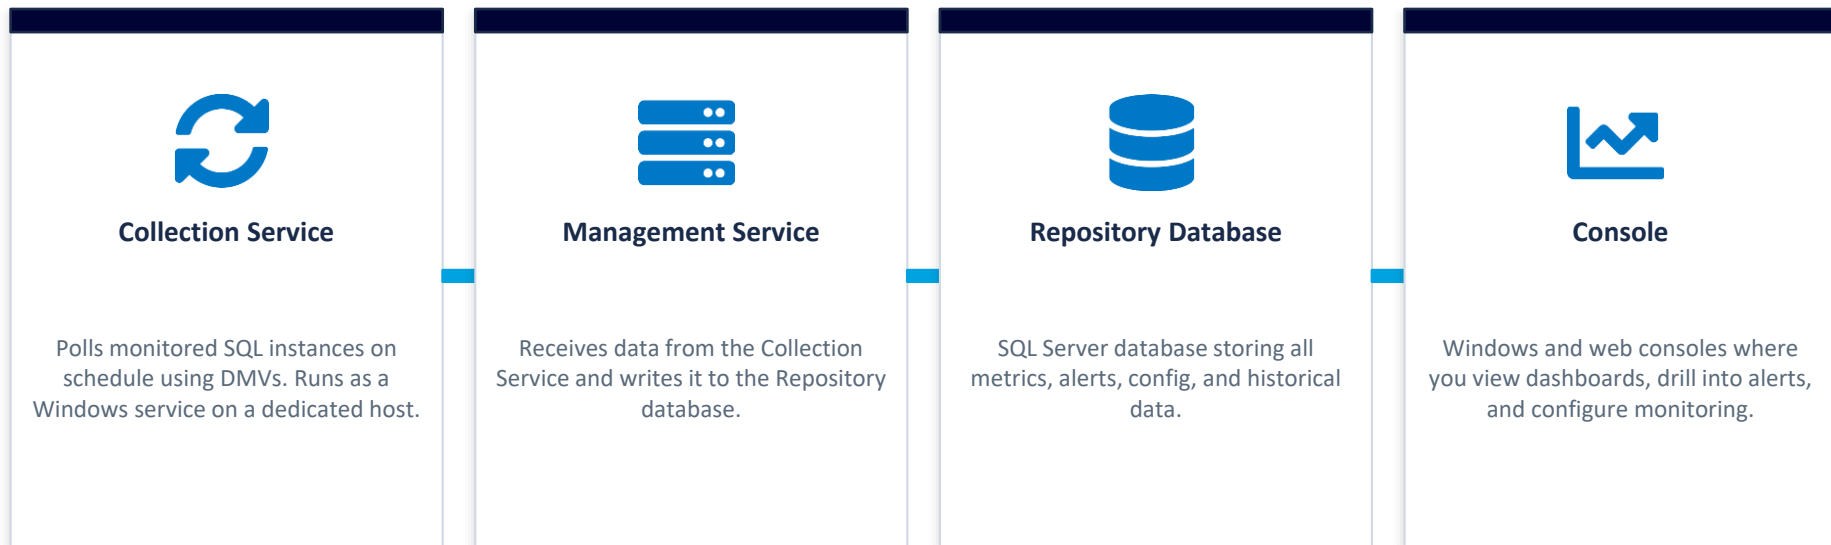 Collection Service
Polls monitored SQL instances on
schedule using DMVs. Runs as a
Windows service on a dedicated host.
Management Service
Receives data from the Collection
Service and writes it to the Repository
database.
Repository Database
SQL Server database storing all
metrics, alerts, config, and historical
data.
Console
Windows and web consoles where
you view dashboards, drill into alerts,
and configure monitoring.